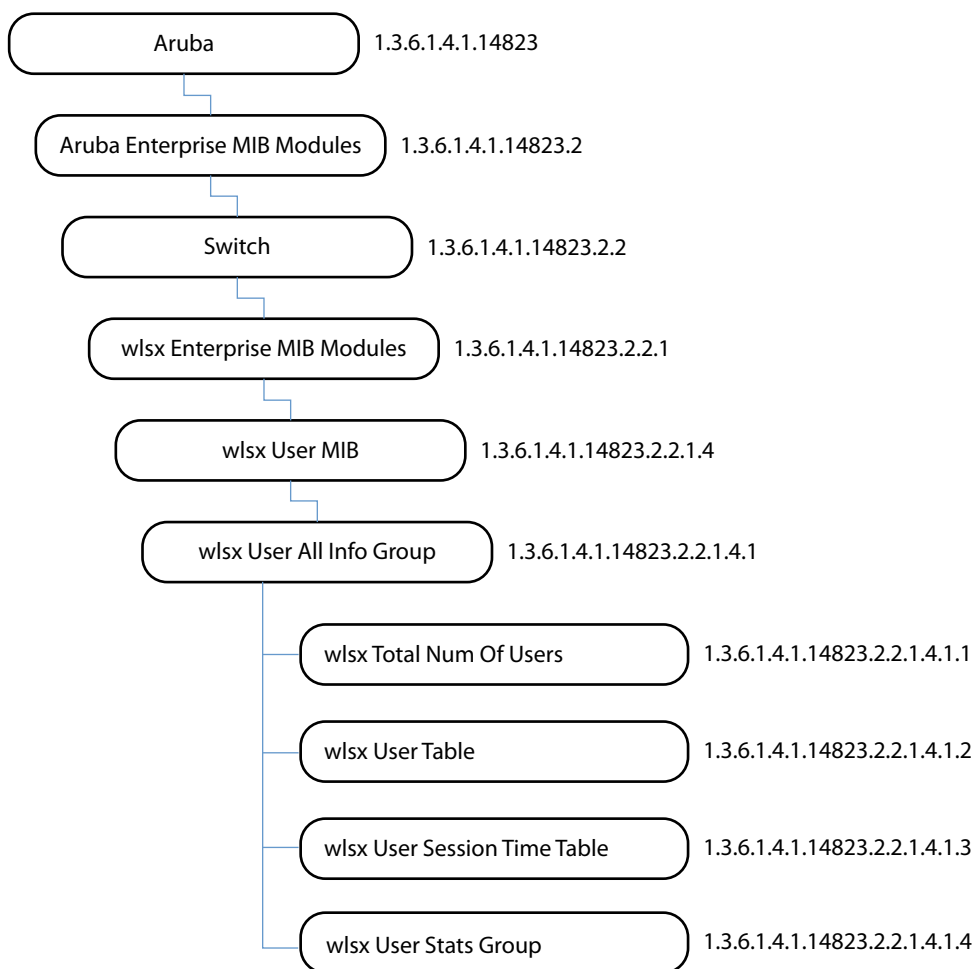 Aruba 1.3.6.1.4.1.14823
Aruba Enterprise MIB Modules 1.3.6.1.4.1.14823.2
Switch 1.3.6.1.4.1.14823.2.2
wlsx Enterprise MIB Modules 1.3.6.1.4.1.14823.2.2.1
wlsx User MIB 1.3.6.1.4.1.14823.2.2.1.4
wlsx User All Info Group 1.3.6.1.4.1.14823.2.2.1.4.1
wlsx Total Num Of Users 1.3.6.1.4.1.14823.2.2.1.4.1.1
wlsx User Table 1.3.6.1.4.1.14823.2.2.1.4.1.2
wlsx User Session Time Table 1.3.6.1.4.1.14823.2.2.1.4.1.3
wlsx User Stats Group 1.3.6.1.4.1.14823.2.2.1.4.1.4